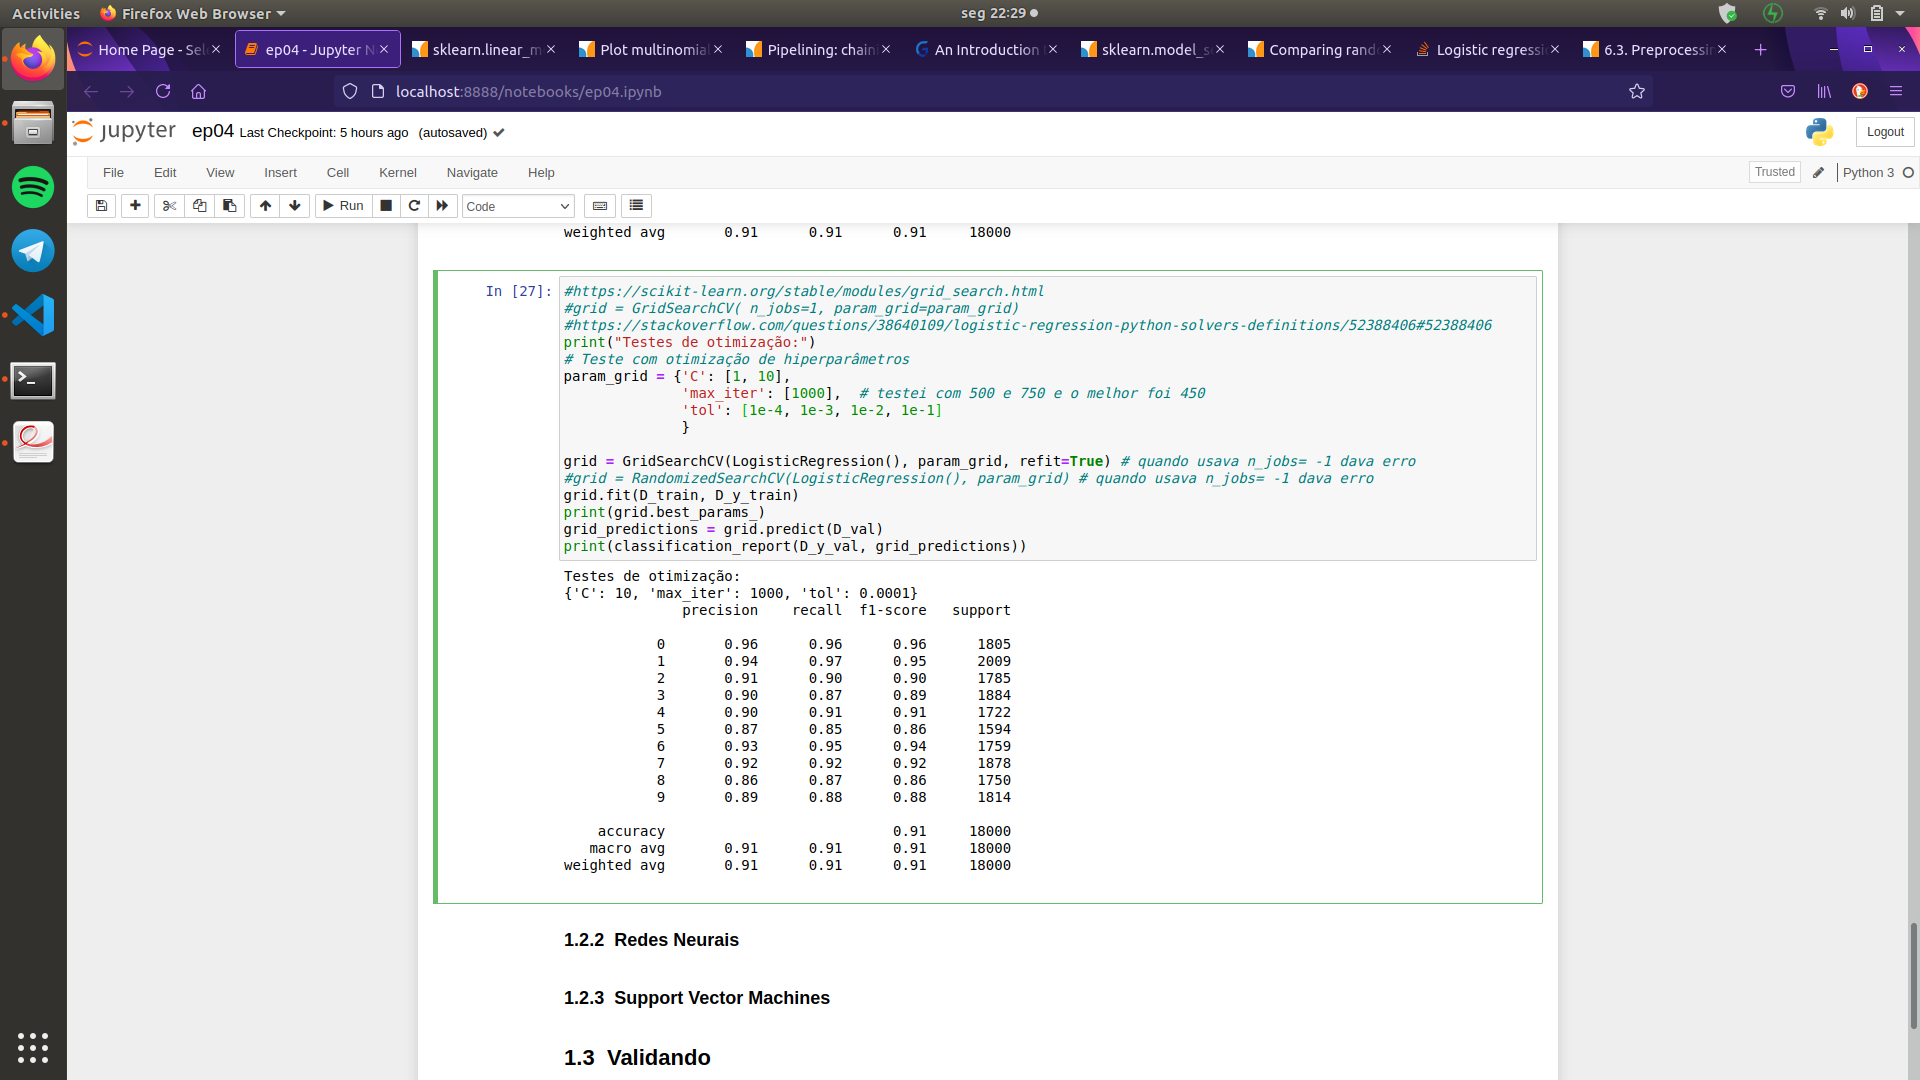 Activities
Firefox Web Browser
seg 22:29
Home Page - Sel
ep04 - Jupyter N
sklearn.linear_m
Plot multinomial
Pipelining: chain
An Introduction
sklearn.model_s
Comparing rand
Logistic regressi
6.3. Preprocessin
localhost:8888/notebooks/ep04.ipynb
jupyter ep04 Last Checkpoint: 5 hours ago (autosaved)
Logout
File Edit View Insert Cell Kernel Navigate Help
Trusted
Python 3
Run
Code
weighted avg 0.91 0.91 0.91 18000
In [27]:
#https://scikit-learn.org/stable/modules/grid_search.html
#grid = GridSearchCV( n_jobs=1, param_grid=param_grid)
#https://stackoverflow.com/questions/38640109/logistic-regression-python-solvers-definitions/52388406#52388406
print("Testes de otimização:")
# Teste com otimização de hiperparâmetros
param_grid = {'C': [1, 10],
'max_iter': [1000], # testei com 500 e 750 e o melhor foi 450
'tol': [1e-4, 1e-3, 1e-2, 1e-1]
}
grid = GridSearchCV(LogisticRegression(), param_grid, refit=True) # quando usava n_jobs= -1 dava erro
#grid = RandomizedSearchCV(LogisticRegression(), param_grid) # quando usava n_jobs= -1 dava erro
grid.fit(D_train, D_y_train)
print(grid.best_params_)
grid_predictions = grid.predict(D_val)
print(classification_report(D_y_val, grid_predictions))
Testes de otimização:
{'C': 10, 'max_iter': 1000, 'tol': 0.0001}
precision recall f1-score support
0 0.96 0.96 0.96 1805
1 0.94 0.97 0.95 2009
2 0.91 0.90 0.90 1785
3 0.90 0.87 0.89 1884
4 0.90 0.91 0.91 1722
5 0.87 0.85 0.86 1594
6 0.93 0.95 0.94 1759
7 0.92 0.92 0.92 1878
8 0.86 0.87 0.86 1750
9 0.89 0.88 0.88 1814
accuracy 0.91 18000
macro avg 0.91 0.91 0.91 18000
weighted avg 0.91 0.91 0.91 18000
1.2.2 Redes Neurais
1.2.3 Support Vector Machines
1.3 Validando